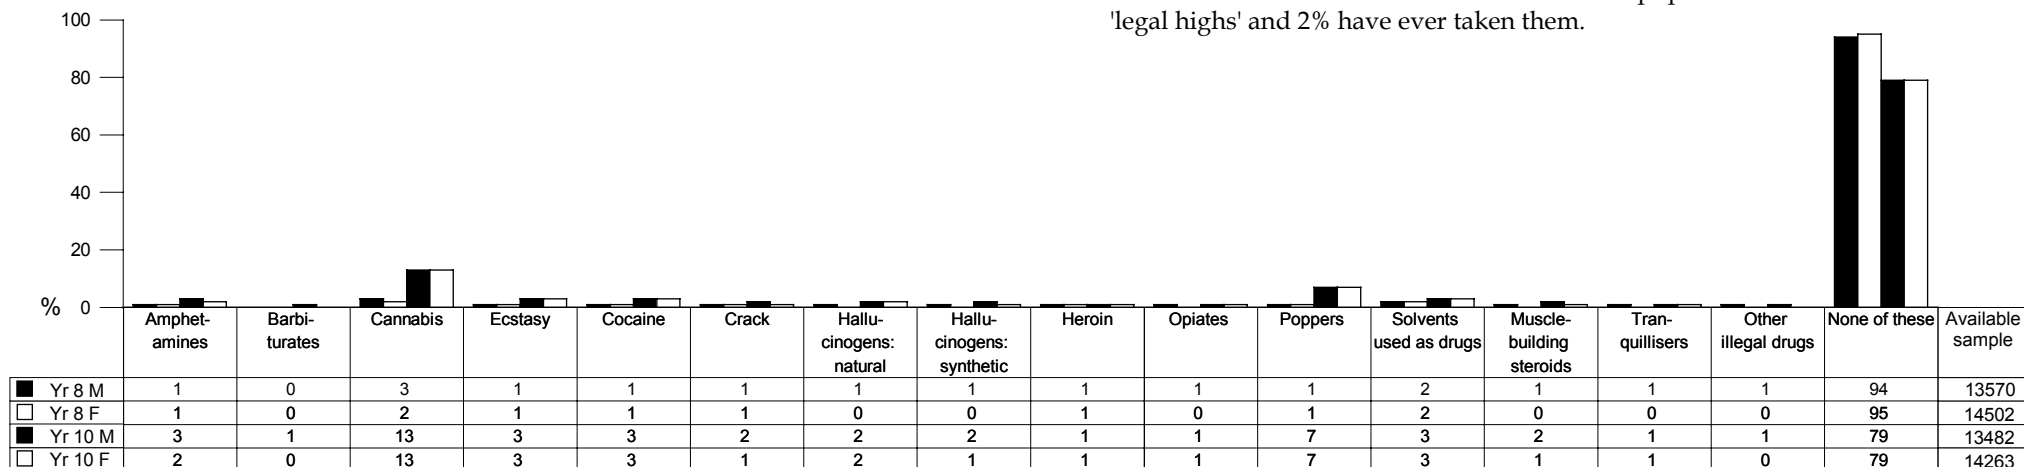 'legal highs' and 2% have ever taken them.
100
80
60
40
20
% 0
Amphet-amines Barbi-turates Cannabis Ecstasy Cocaine Crack Hallu-cinogens: natural Hallu-cinogens: synthetic Heroin Opiates Poppers Solvents used as drugs Muscle-building steroids Tran-quillisers Other illegal drugs None of these Available sample
Yr 8 M 1 0 3 1 1 1 1 1 1 1 1 2 1 1 1 94 13570
Yr 8 F 1 0 2 1 1 1 0 0 1 0 1 2 0 0 0 95 14502
Yr 10 M 3 1 13 3 3 2 2 2 1 1 7 3 2 1 1 79 13482
Yr 10 F 2 0 13 3 3 1 2 1 1 1 7 3 1 1 0 79 14263